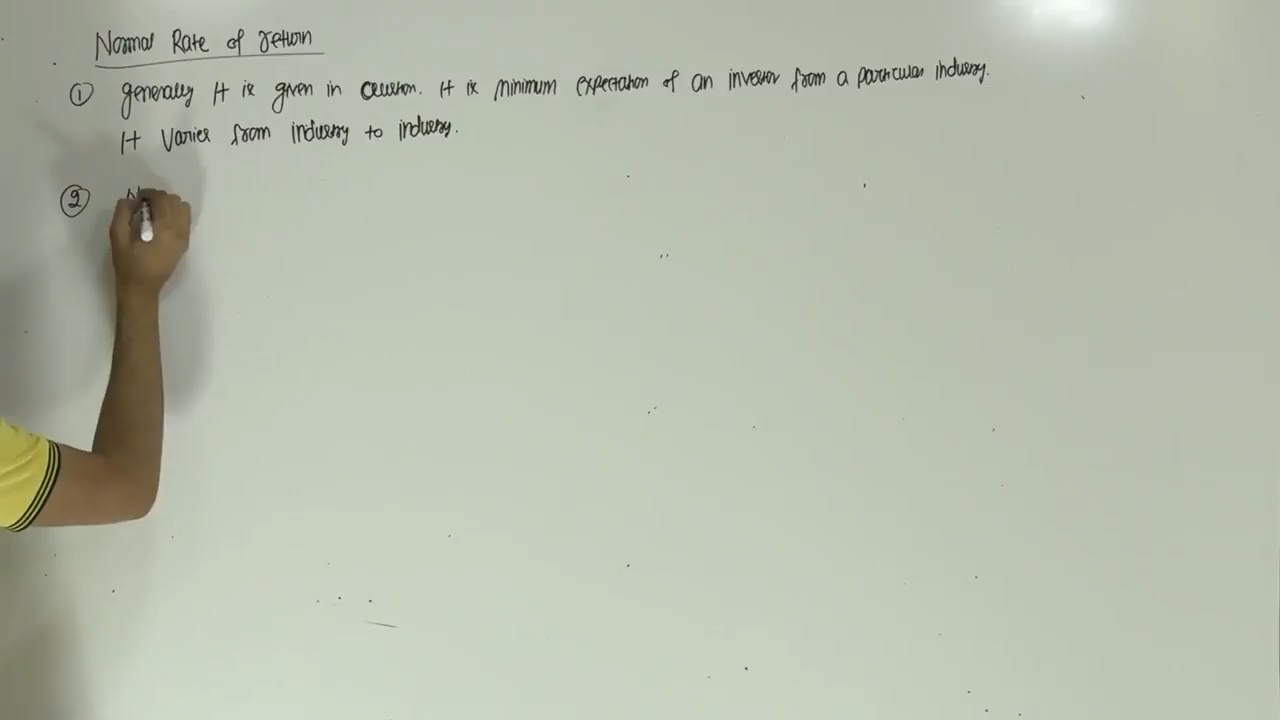 Normal Rate of return
① generally It is given in question. It is minimum expectation of an investor from a particular industry.
It varies from industry to industry.
② N